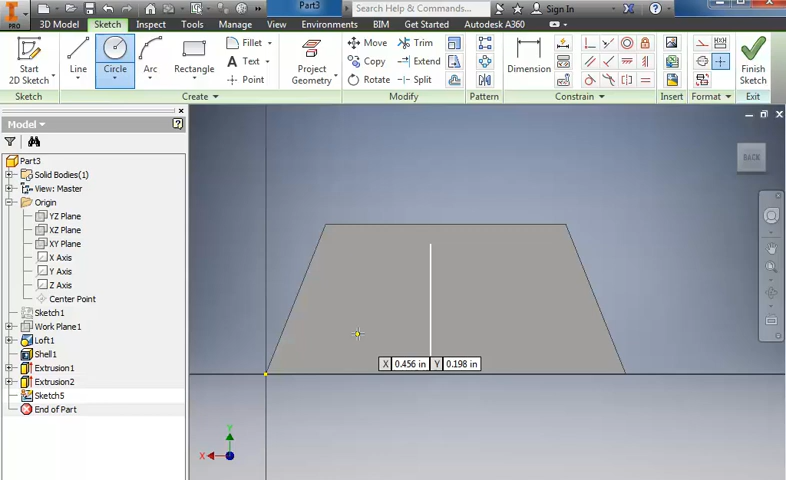 Part3
Search Help & Commands...
Sign In
PRO
3D Model
Sketch
Inspect
Tools
Manage
View
Environments
BIM
Get Started
Autodesk A360
Start
2D Sketch
Line
Circle
Arc
Rectangle
Fillet
Text
Point
Project
Geometry
Move
Copy
Rotate
Trim
Extend
Split
Dimension
Finish
Sketch
Sketch
Create
Modify
Pattern
Constrain
Insert
Format
Exit
Model
Part3
Solid Bodies(1)
View: Master
Origin
YZ Plane
XZ Plane
XY Plane
X Axis
Y Axis
Z Axis
Center Point
Sketch1
Work Plane1
Loft1
Shell1
Extrusion1
Extrusion2
Sketch5
End of Part
BACK
X 0.456 in Y 0.198 in
Y
X